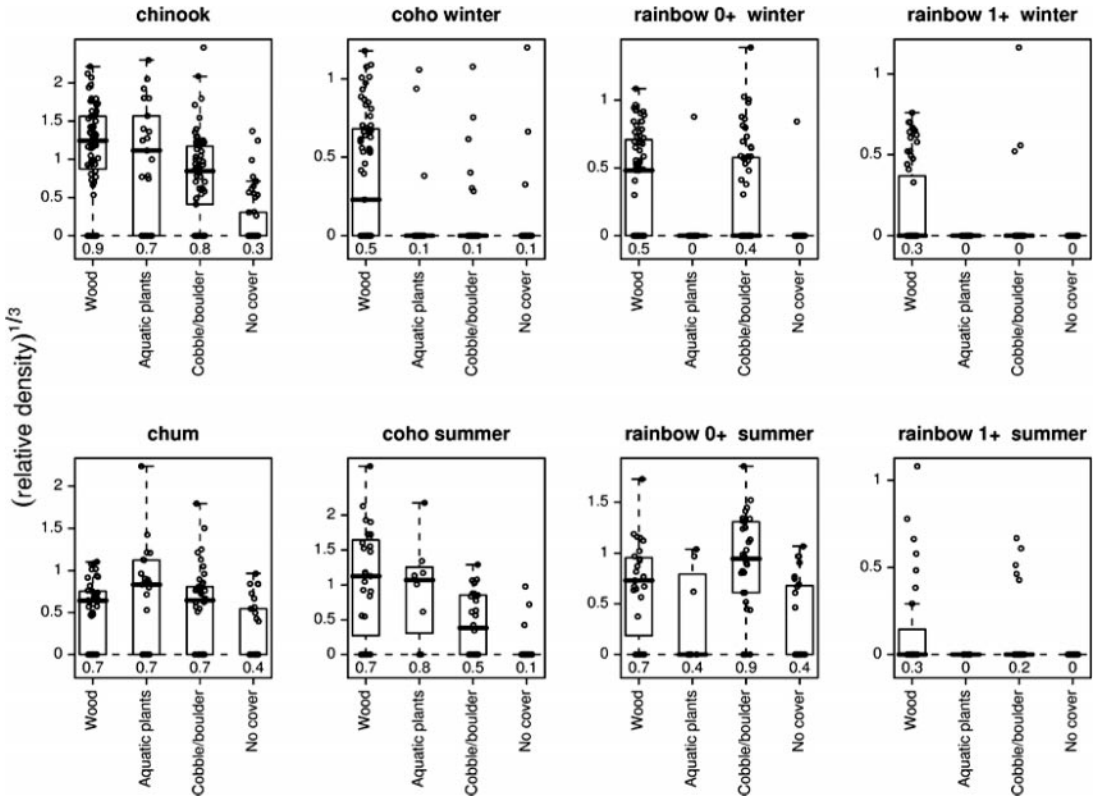 chinook
coho winter
rainbow 0+ winter
rainbow 1+ winter
2
1.5
1
0.5
0
0.9 0.7 0.8 0.3
Wood
Aquatic plants
Cobble/boulder
No cover
1
0.5
0
0.5 0.1 0.1 0.1
Wood
Aquatic plants
Cobble/boulder
No cover
1
0.5
0
0.5 0 0.4 0
Wood
Aquatic plants
Cobble/boulder
No cover
1
0.5
0
0.3 0 0 0
Wood
Aquatic plants
Cobble/boulder
No cover
(relative density)^1/3
chum
coho summer
rainbow 0+ summer
rainbow 1+ summer
2
1.5
1
0.5
0
0.7 0.7 0.7 0.4
Wood
Aquatic plants
Cobble/boulder
No cover
2
1.5
1
0.5
0
0.7 0.8 0.5 0.1
Wood
Aquatic plants
Cobble/boulder
No cover
1.5
1
0.5
0
0.7 0.4 0.9 0.4
Wood
Aquatic plants
Cobble/boulder
No cover
1
0.5
0
0.3 0 0.2 0
Wood
Aquatic plants
Cobble/boulder
No cover